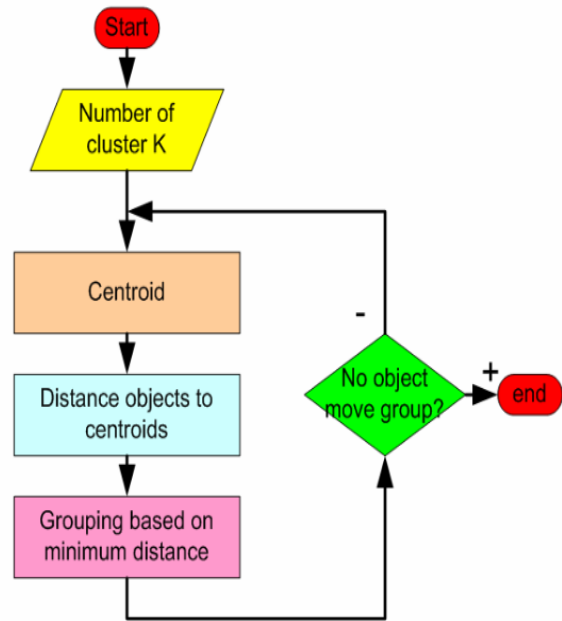 Start
Number of
cluster K
Centroid
Distance objects to
centroids
Grouping based on
minimum distance
-
No object
move group?
+
end